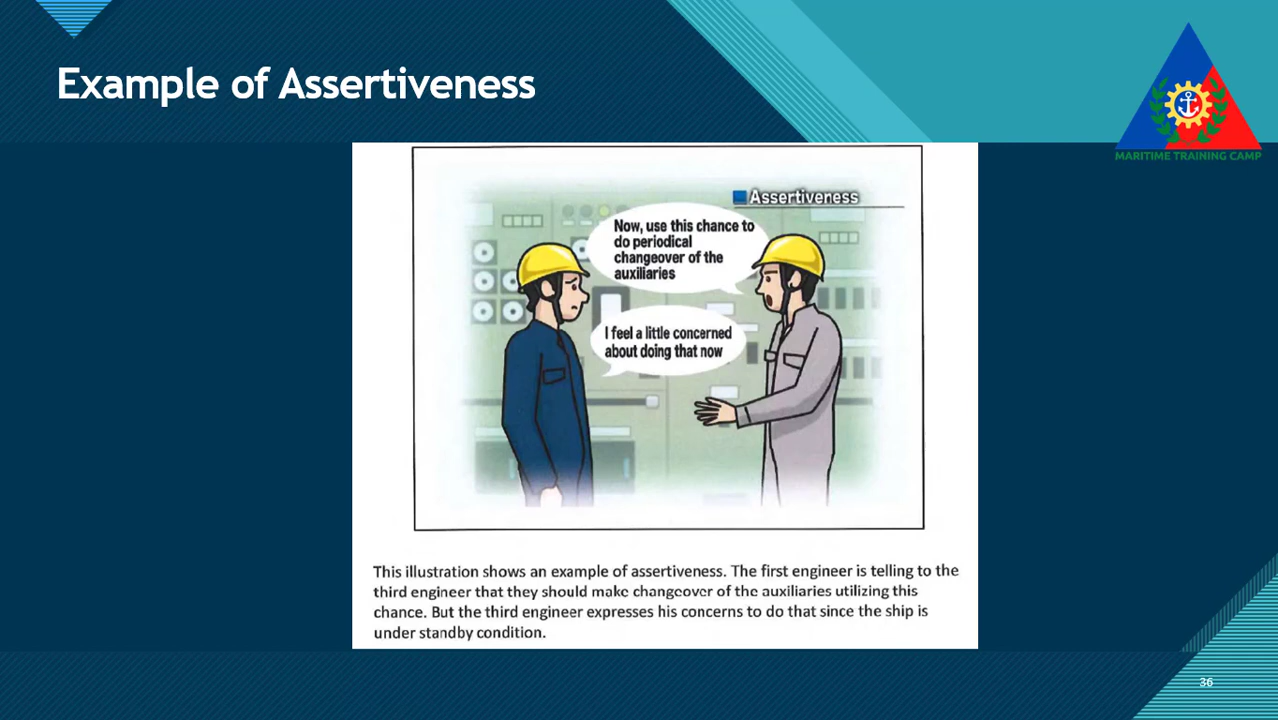 Example of Assertiveness
MARITIME TRAINING CAMP
Assertiveness
Now, use this chance to
do periodical
changeover of the
auxiliaries
I feel a little concerned
about doing that now
This illustration shows an example of assertiveness. The first engineer is telling to the
third engineer that they should make changeover of the auxiliaries utilizing this
chance. But the third engineer expresses his concerns to do that since the ship is
under standby condition.
36